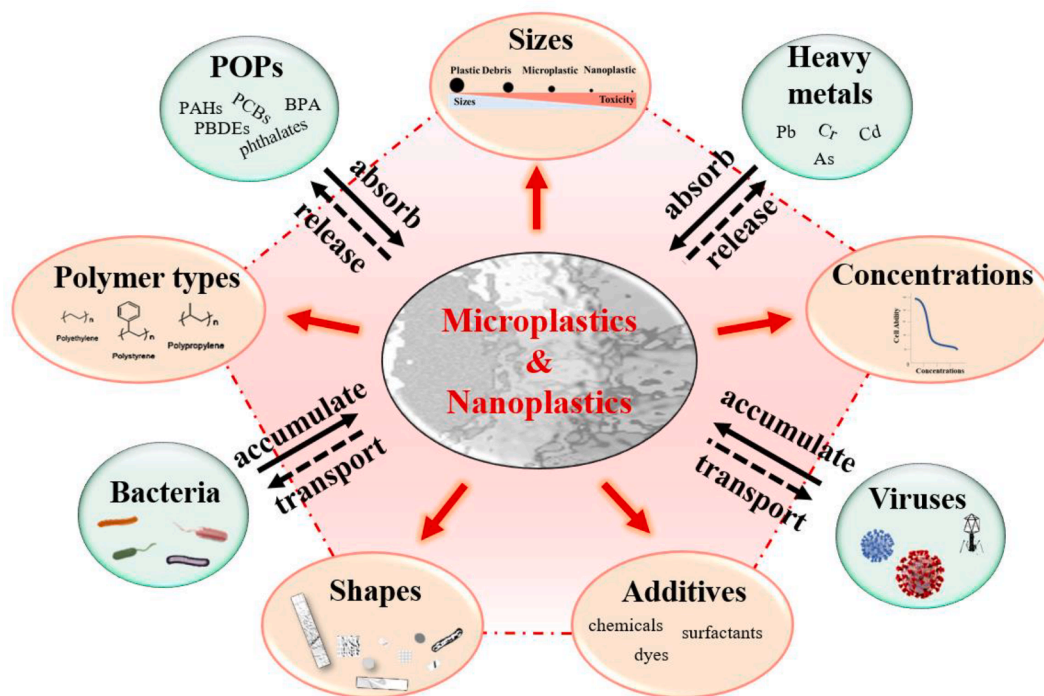 Sizes
Plastic Debris Microplastic Nanoplastic
Sizes Toxicity
POPs
PAHs PCBs BPA
PBDEs phthalates
Heavy
metals
Pb Cr Cd
As
absorb
release
absorb
release
Polymer types
n n n
Polyethylene
Polystyrene
Polypropylene
Concentrations
Cell Ability
Concentrations
Microplastics
&
Nanoplastics
accumulate
transport
accumulate
transport
Bacteria
Viruses
Shapes
Additives
chemicals surfactants
dyes